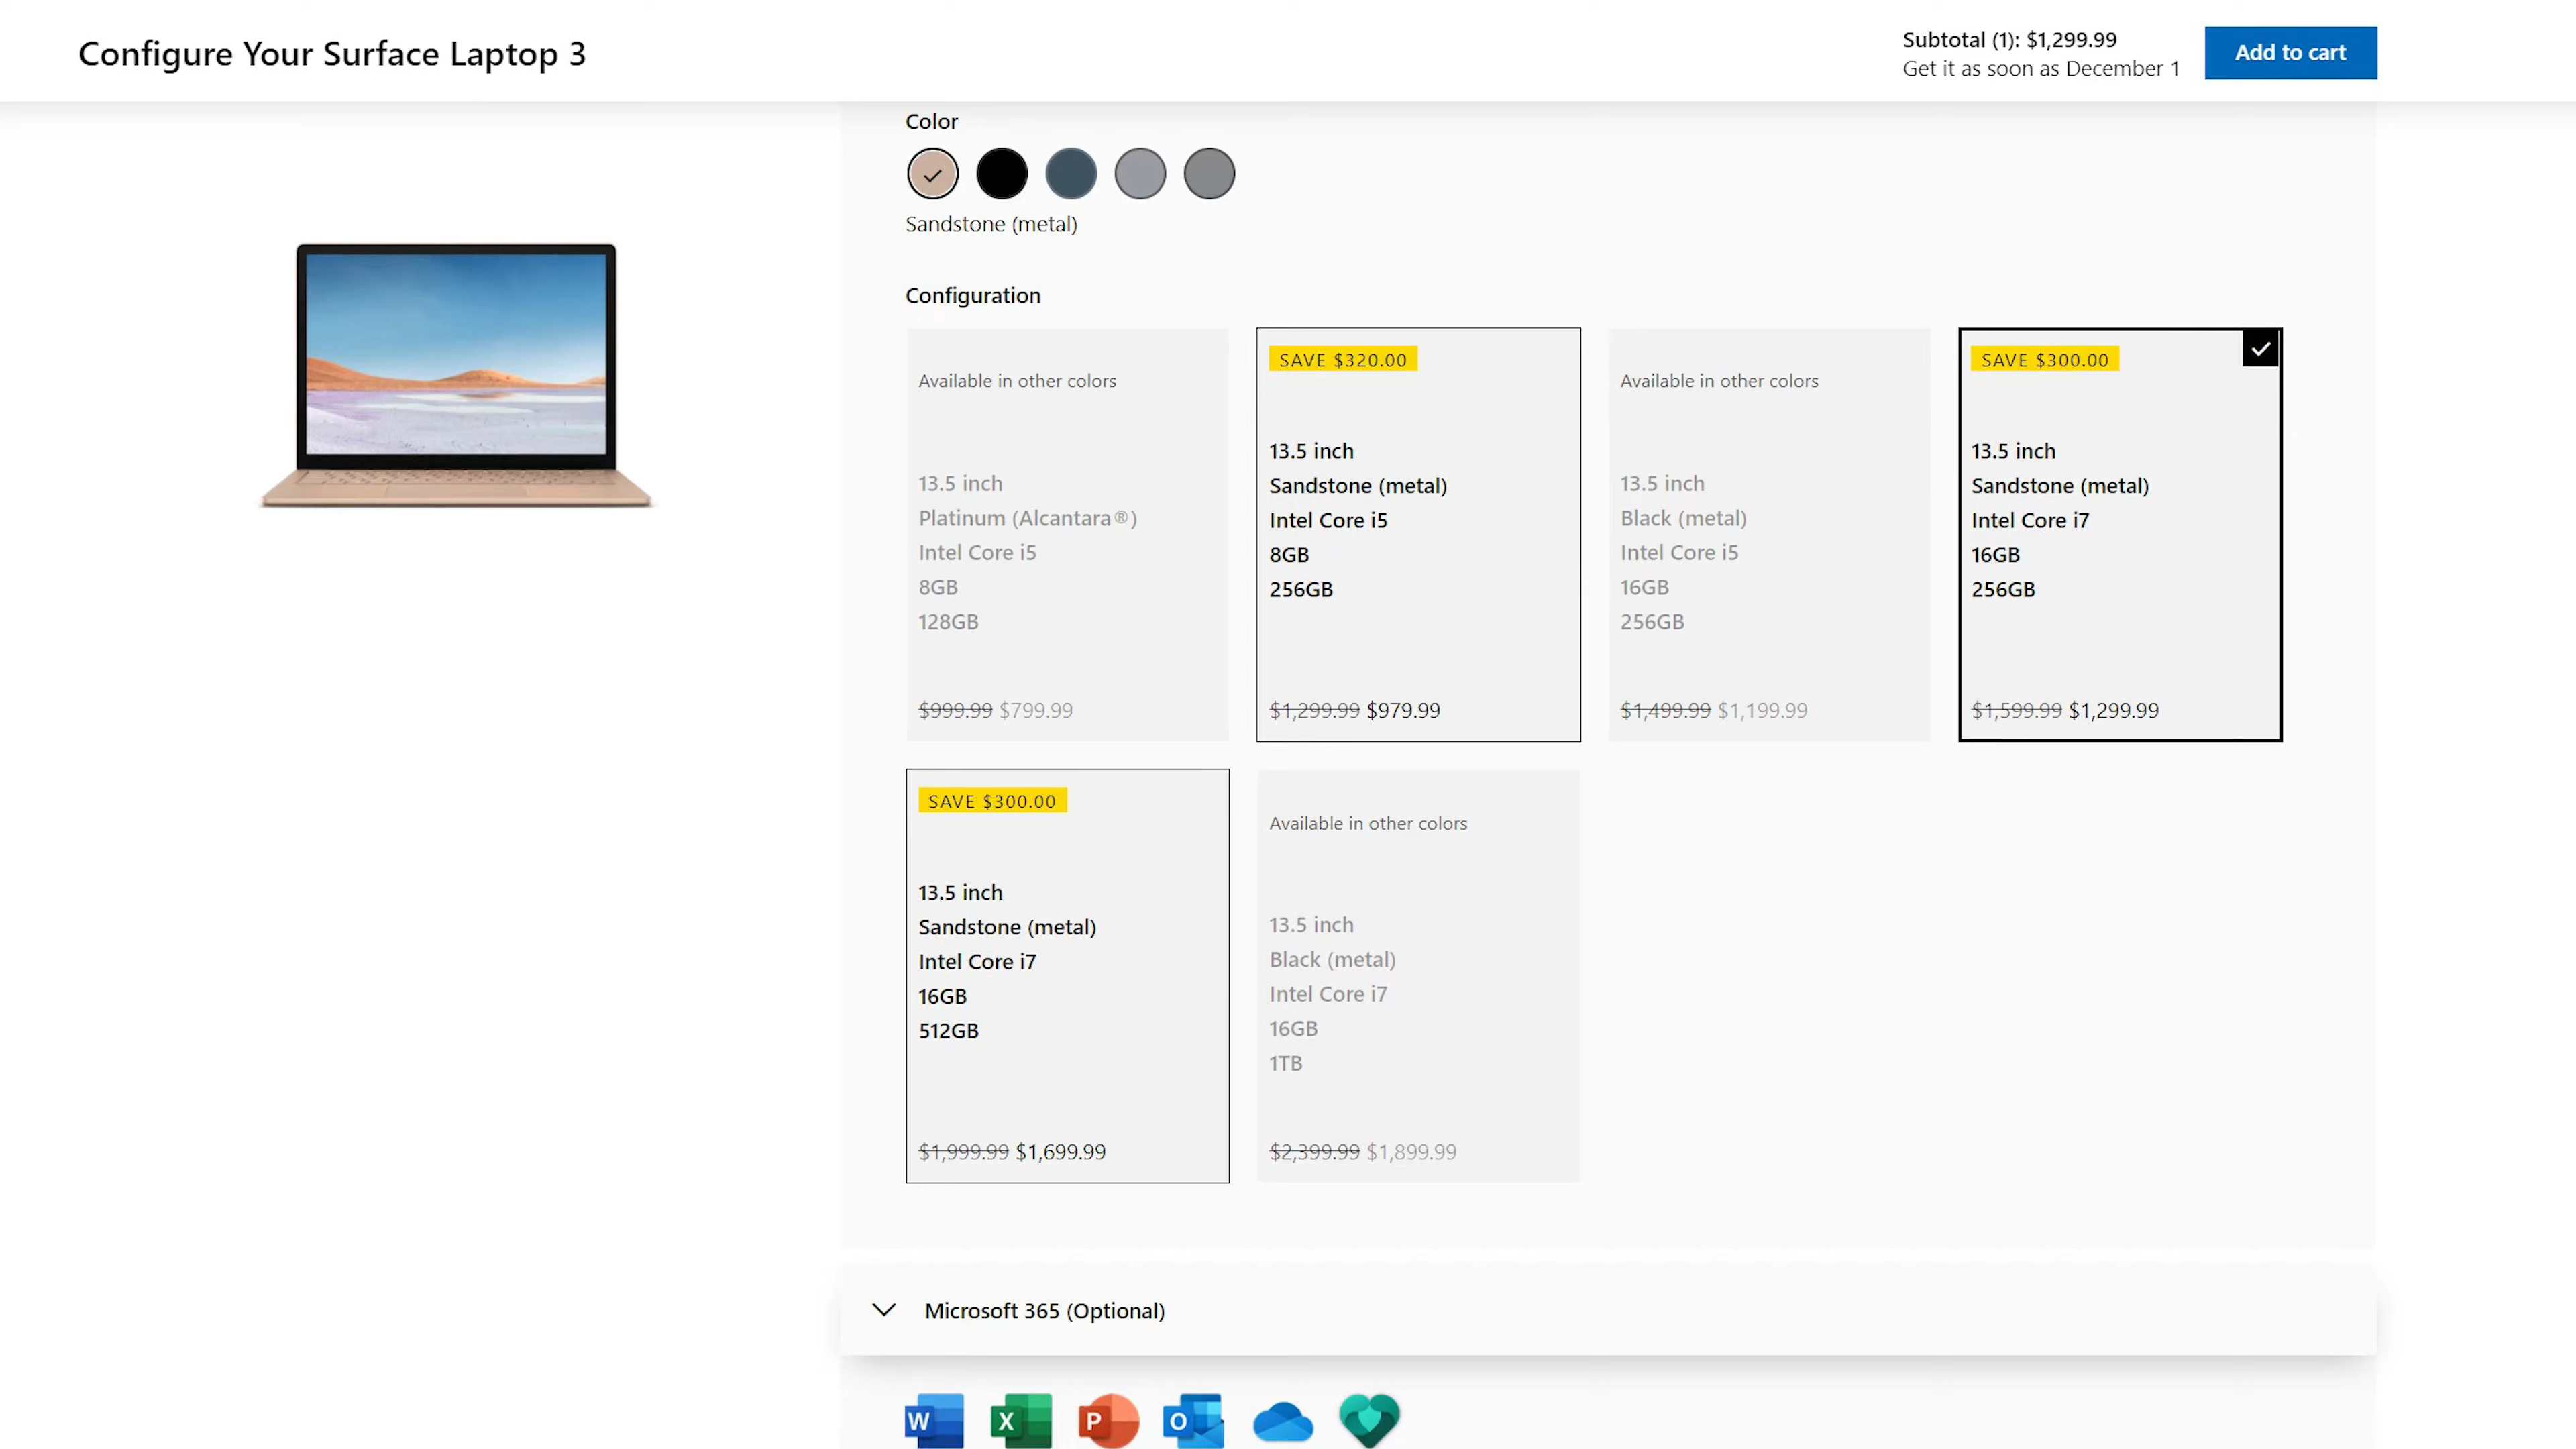 Configure Your Surface Laptop 3
Subtotal (1): $1,299.99
Get it as soon as December 1
Add to cart
Color
Sandstone (metal)
Configuration
Available in other colors
13.5 inch
Platinum (Alcantara®)
Intel Core i5
8GB
128GB
$999.99 $799.99
SAVE $320.00
13.5 inch
Sandstone (metal)
Intel Core i5
8GB
256GB
$1,299.99 $979.99
Available in other colors
13.5 inch
Black (metal)
Intel Core i5
16GB
256GB
$1,499.99 $1,199.99
SAVE $300.00
13.5 inch
Sandstone (metal)
Intel Core i7
16GB
256GB
$1,599.99 $1,299.99
SAVE $300.00
13.5 inch
Sandstone (metal)
Intel Core i7
16GB
512GB
$1,999.99 $1,699.99
Available in other colors
13.5 inch
Black (metal)
Intel Core i7
16GB
1TB
$2,399.99 $1,899.99
Microsoft 365 (Optional)
W X P O